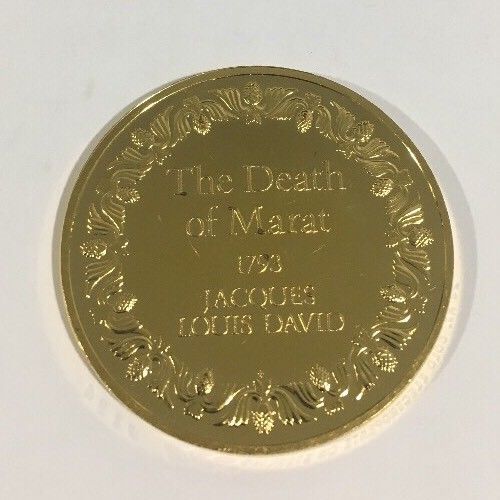 The Death
of Marat
1793
JACQUES
LOUIS DAVID